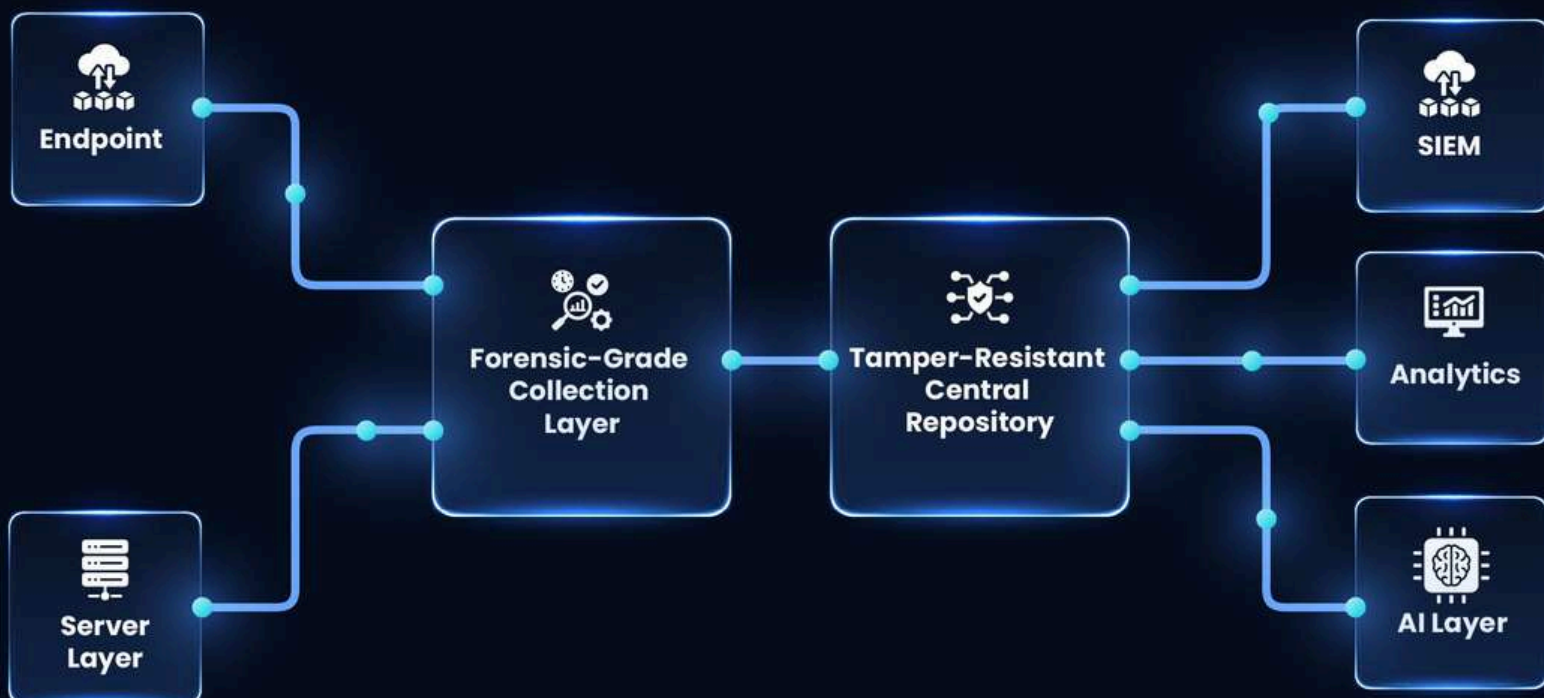 Endpoint
SIEM
Forensic-Grade
Collection
Layer
Tamper-Resistant
Central
Repository
Analytics
Server
Layer
AI Layer